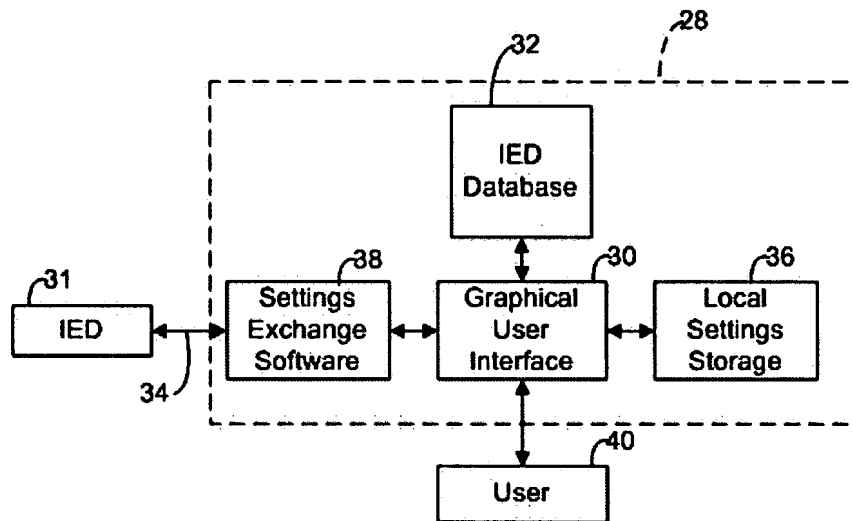 28
32
IED
Database
31
IED
34
38
Settings
Exchange
Software
30
Graphical
User
Interface
36
Local
Settings
Storage
40
User